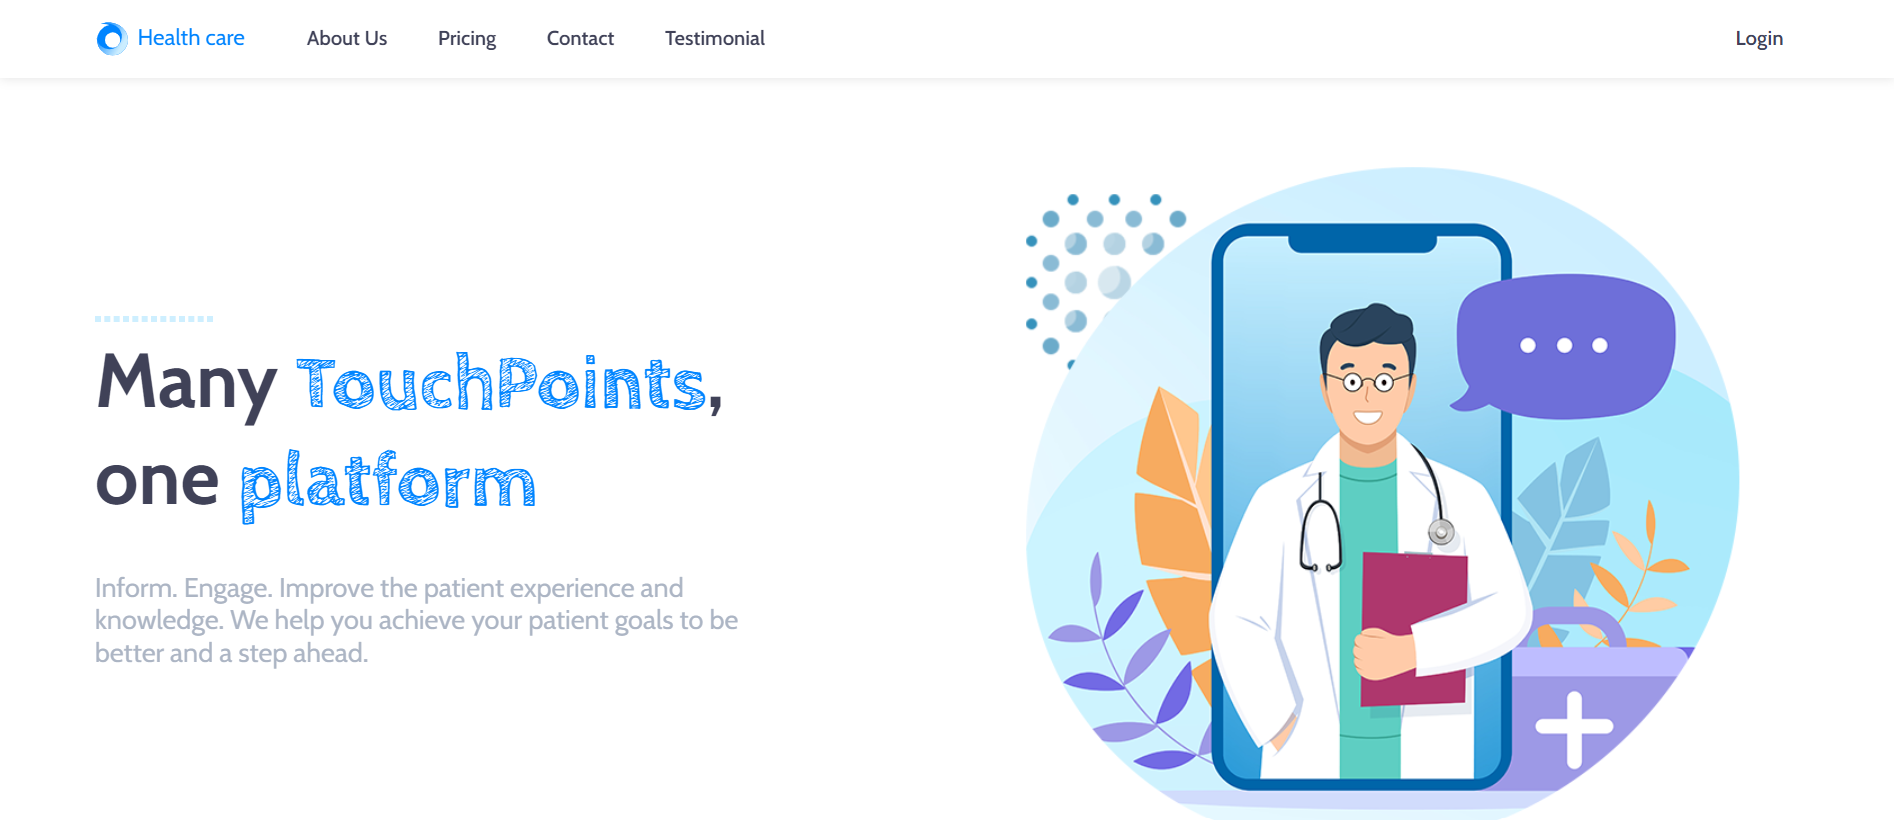 Health care
About Us
Pricing
Contact
Testimonial
Login
Many TouchPoints,
one platform
Inform. Engage. Improve the patient experience and
knowledge. We help you achieve your patient goals to be
better and a step ahead.